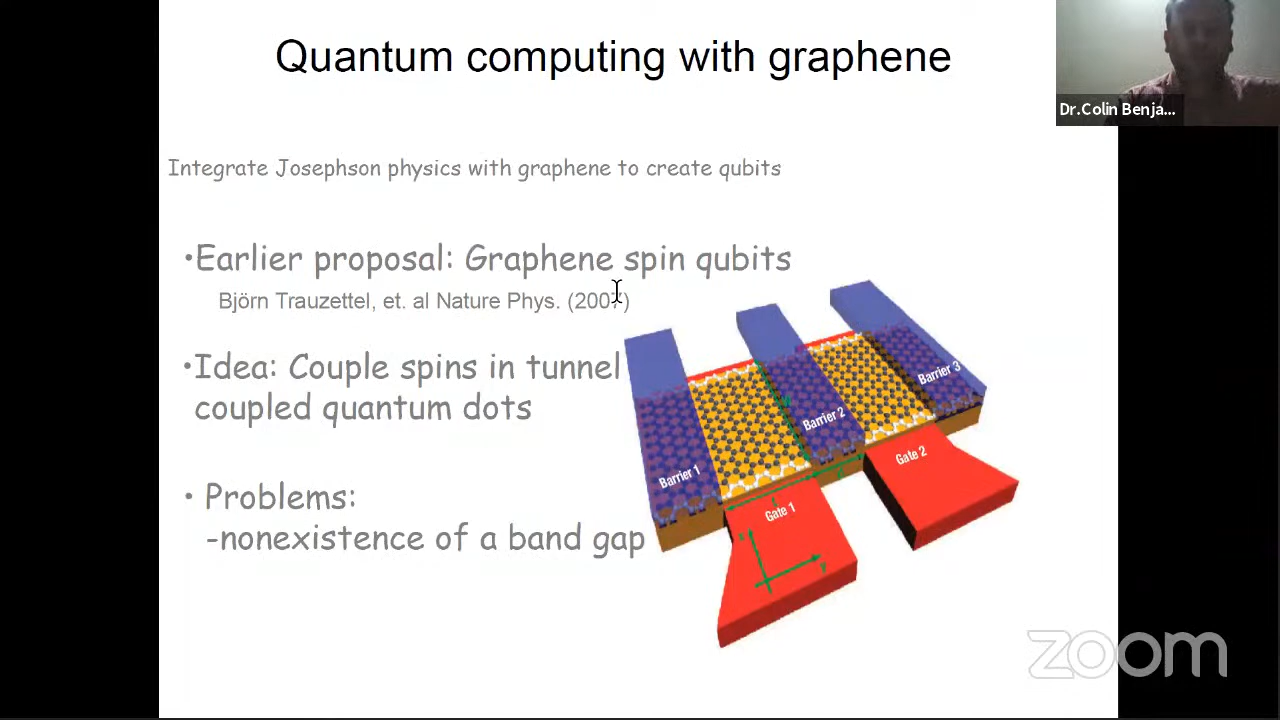 Quantum computing with graphene
Dr.Colin Benja...
Integrate Josephson physics with graphene to create qubits
•Earlier proposal: Graphene spin qubits
Björn Trauzettel, et. al Nature Phys. (2007)
•Idea: Couple spins in tunnel
coupled quantum dots
• Problems:
-nonexistence of a band gap
Barrier 1
Barrier 2
Barrier 3
Gate 1
Gate 2
zoom